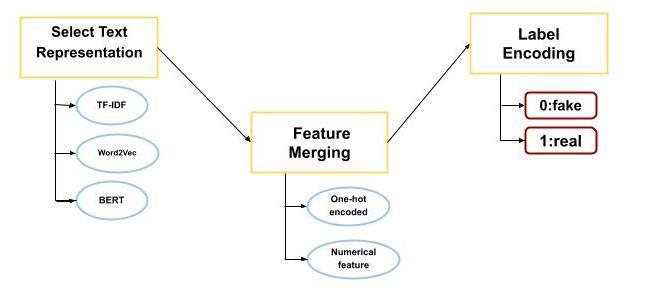 Select Text
Representation
TF-IDF
Word2Vec
BERT
Feature
Merging
One-hot
encoded
Numerical
feature
Label
Encoding
0:fake
1:real